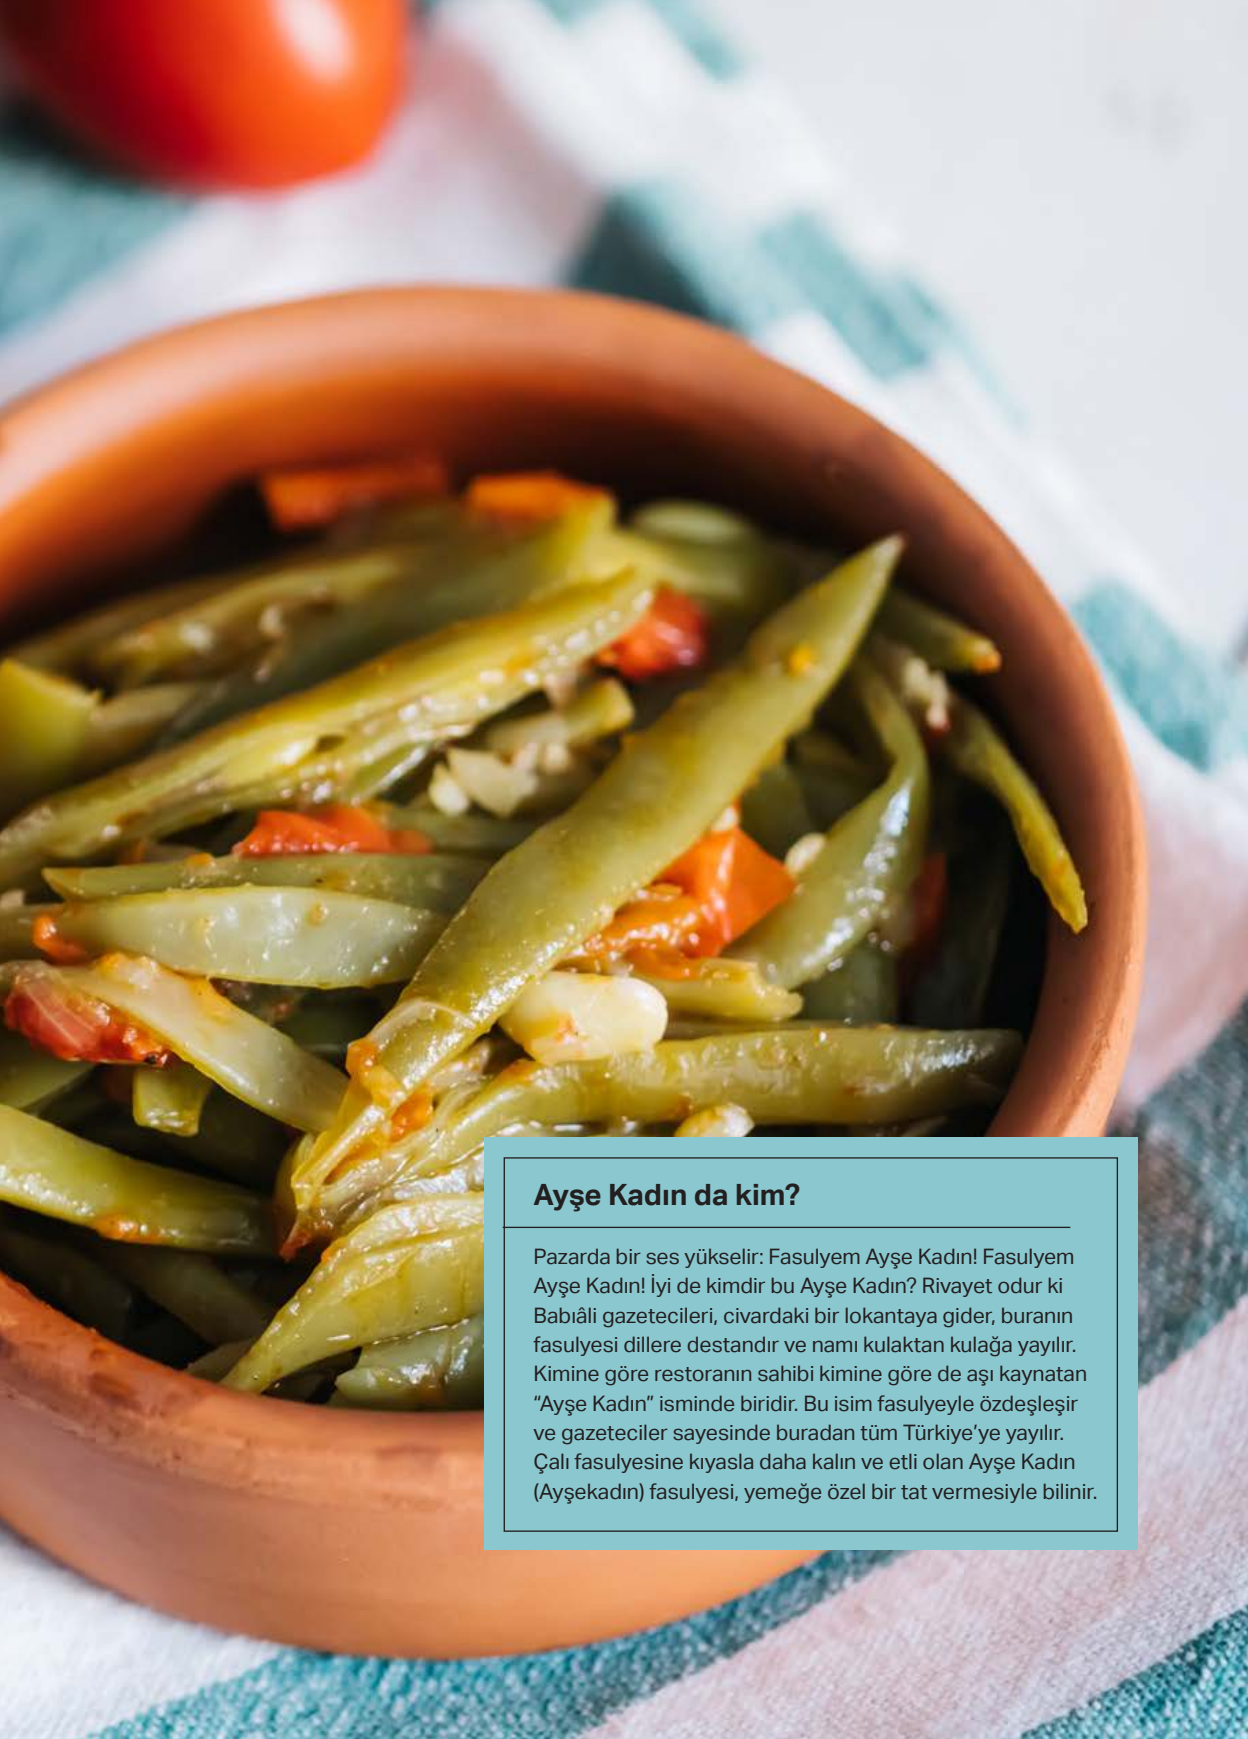 Ayşe Kadın da kim?
Pazarda bir ses yükselir: Fasulyem Ayşe Kadın! Fasulyem
Ayşe Kadın! İyi de kimdir bu Ayşe Kadın? Rivayet odur ki
Babıâli gazetecileri, civardaki bir lokantaya gider, buranın
fasulyesi dillere destandır ve namı kulaktan kulağa yayılır.
Kimine göre restoranın sahibi kimine göre de aşı kaynatan
“Ayşe Kadın” isminde biridir. Bu isim fasulyeyle özdeşleşir
ve gazeteciler sayesinde buradan tüm Türkiye’ye yayılır.
Çalı fasulyesine kıyasla daha kalın ve etli olan Ayşe Kadın
(Ayşekadın) fasulyesi, yemeğe özel bir tat vermesiyle bilinir.